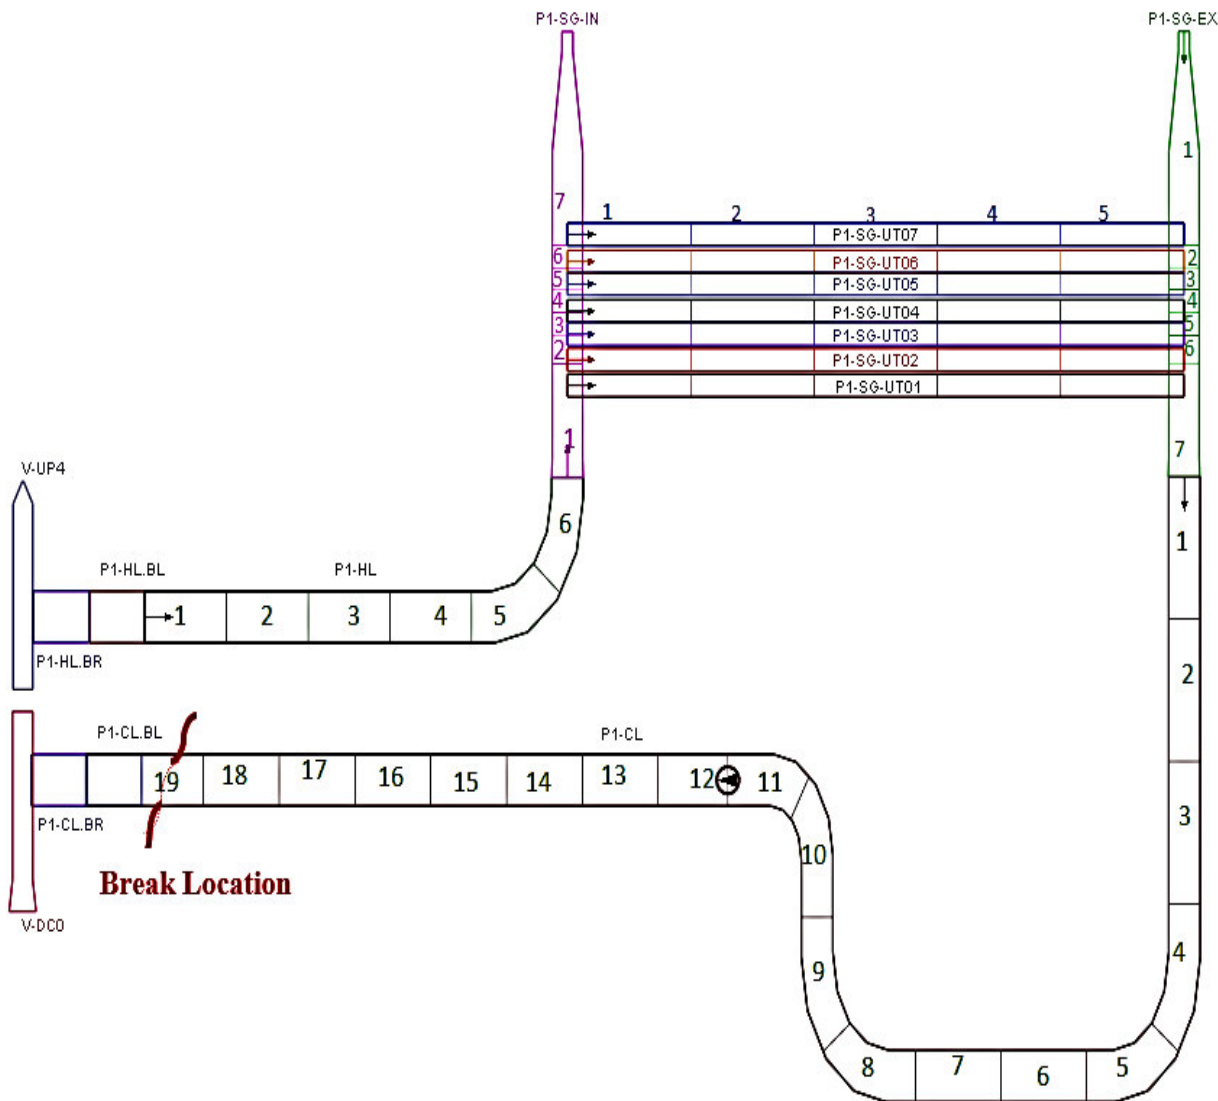 P1-SG-IN
P1-SG-EX
1
7
1 2 3 4 5
P1-SG-UT07
6
P1-SG-UT06
2
5
P1-SG-UT05
3
4
P1-SG-UT04
4
3
P1-SG-UT03
5
2
P1-SG-UT02
6
P1-SG-UT01
1
7
V-UP4
6
1
P1-HL.BL
P1-HL
1 2 3 4 5
P1-HL.BR
2
P1-CL.BL
P1-CL
19 18 17 16 15 14 13 12 11
3
P1-CL.BR
10
Break Location
V-DC0
4
9
8 7 6 5